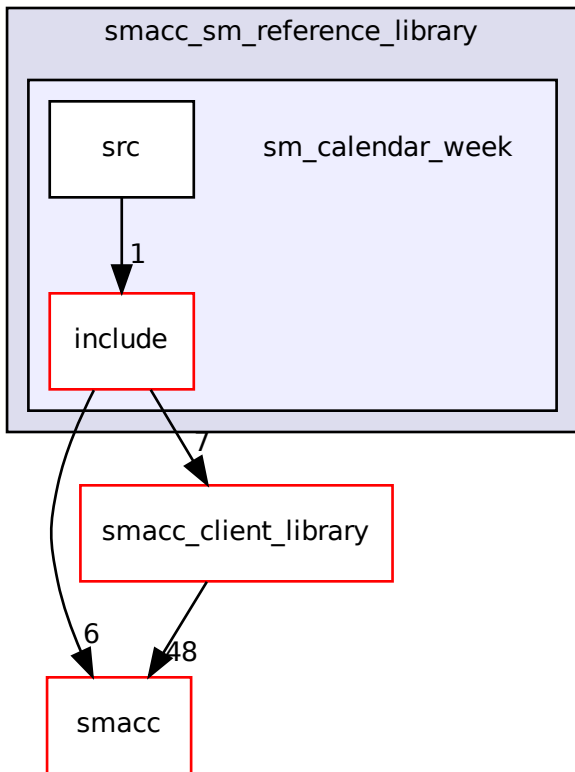 smacc_sm_reference_library
src
sm_calendar_week
1
include
7
smacc_client_library
6
48
smacc